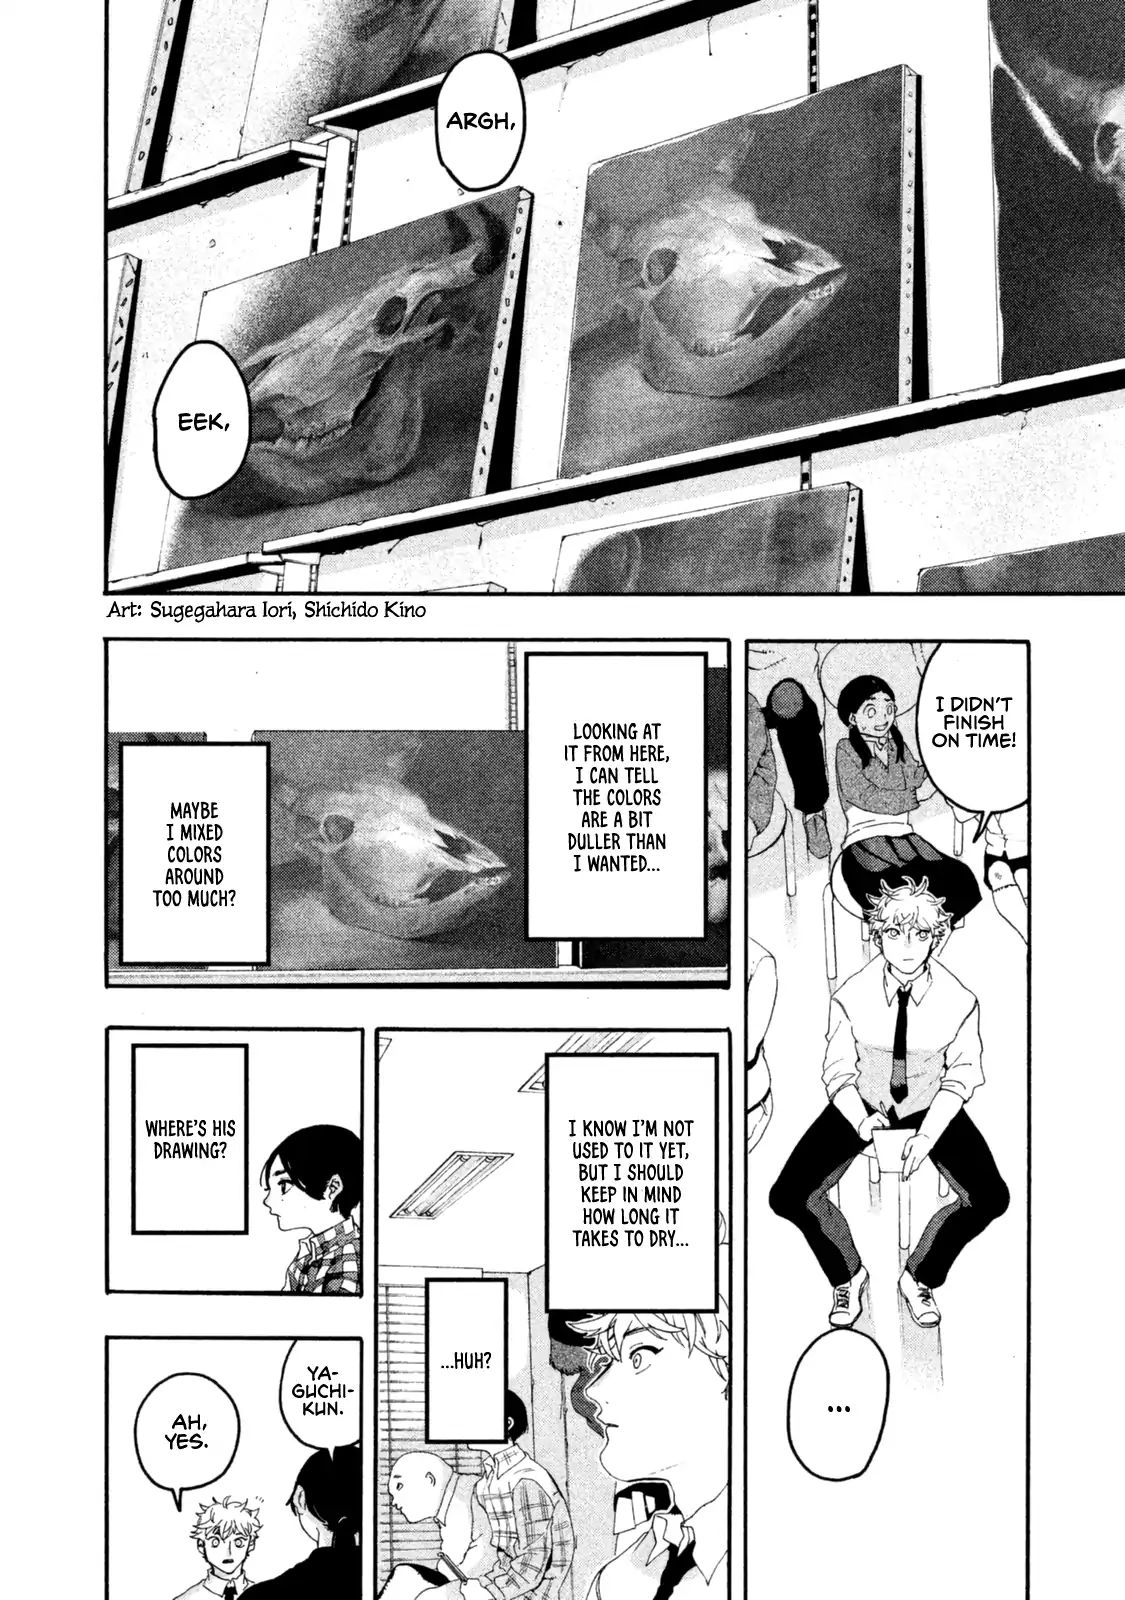 ARGH,
EEK,
Art: Sugegahara Iori, Shichido Kino
I DIDN'T
FINISH
ON TIME!
...
LOOKING AT
IT FROM HERE,
I CAN TELL
THE COLORS
ARE A BIT
DULLER THAN
I WANTED...
MAYBE
I MIXED
COLORS
AROUND
TOO MUCH?
I KNOW I'M NOT
USED TO IT YET,
BUT I SHOULD
KEEP IN MIND
HOW LONG IT
TAKES TO DRY...
...HUH?
WHERE'S HIS
DRAWING?
YA-
GUCHI-
KUN.
AH,
YES.